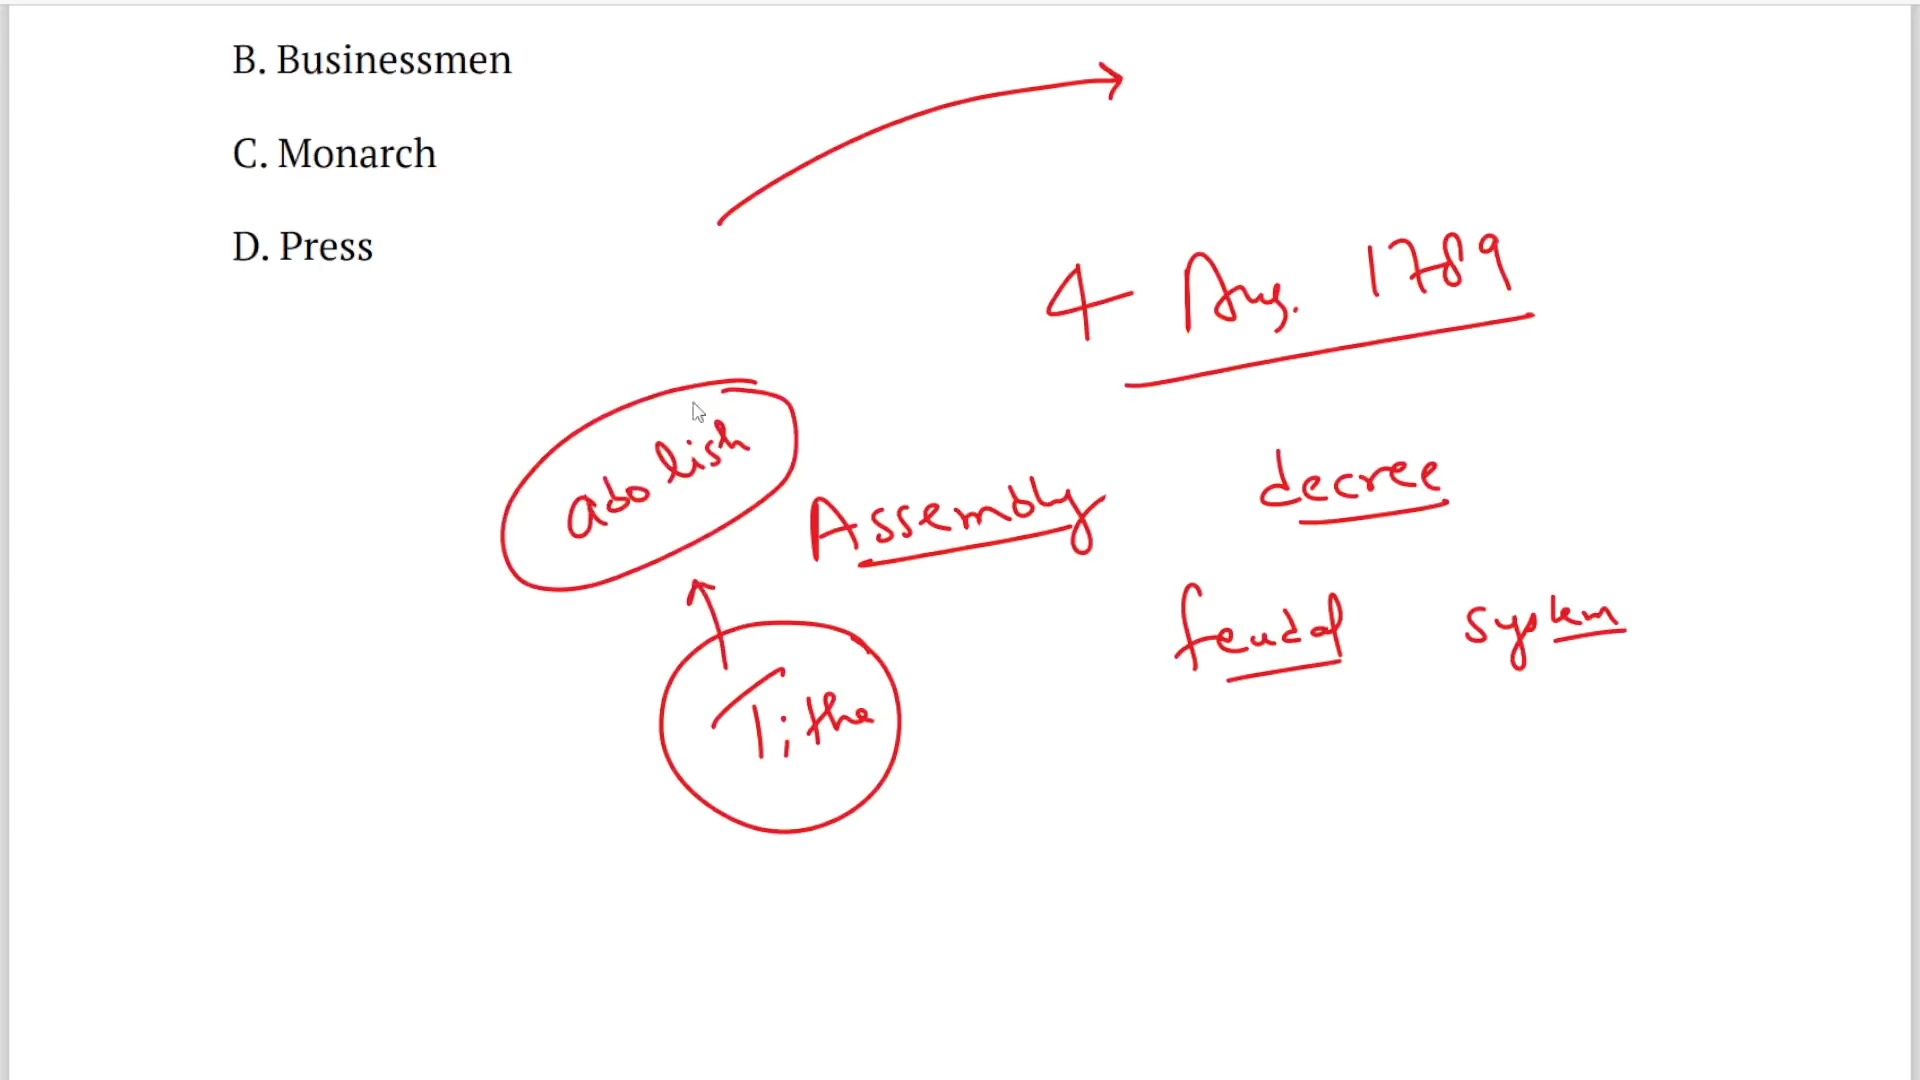 B. Businessmen
C. Monarch
D. Press
4 Aug. 1789
abolish
Assembly decree
feudal system
Tithe